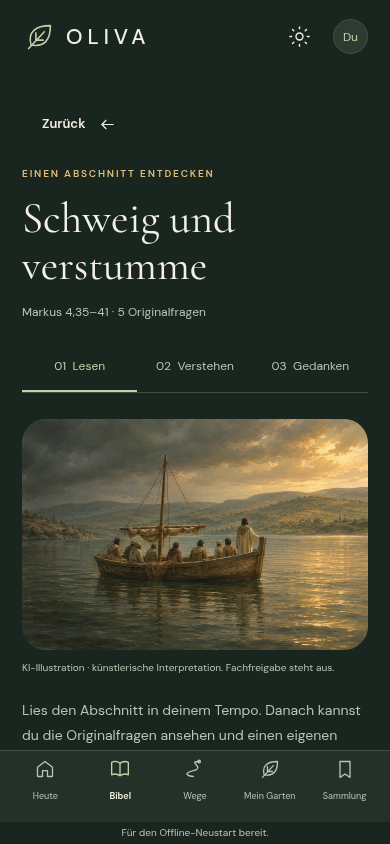 OLIVA
Du
Zurück ←
EINEN ABSCHNITT ENTDECKEN
Schweig und
verstumme
Markus 4,35–41 · 5 Originalfragen
01 Lesen
02 Verstehen
03 Gedanken
KI-Illustration · künstlerische Interpretation. Fachfreigabe steht aus.
Lies den Abschnitt in deinem Tempo. Danach kannst
du die Originalfragen ansehen und einen eigenen
Heute
Bibel
Wege
Mein Garten
Sammlung
Für den Offline-Neustart bereit.